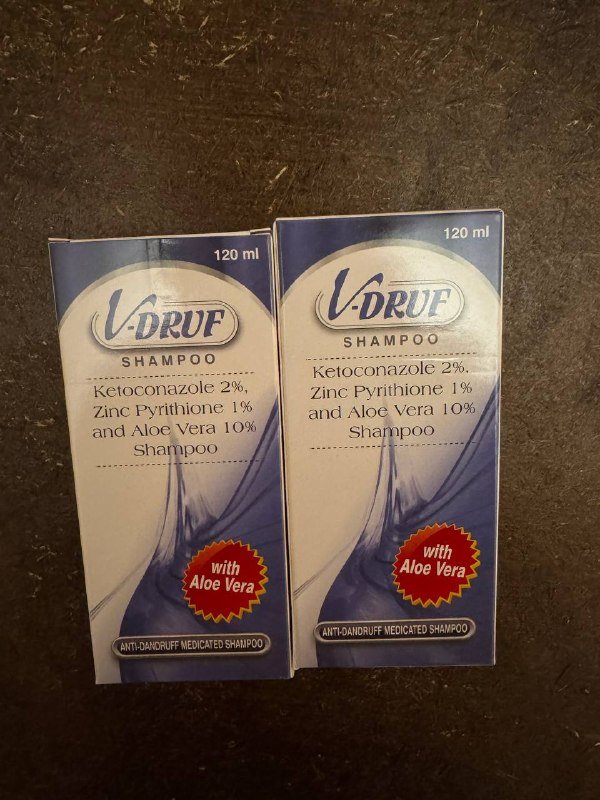 120 ml
V-DRUF
SHAMPOO
Ketoconazole 2%,
Zinc Pyrithione 1%
and Aloe Vera 10%
Shampoo
with
Aloe Vera
ANTI-DANDRUFF MEDICATED SHAMPOO
120 ml
V-DRUF
SHAMPOO
Ketoconazole 2%,
Zinc Pyrithione 1%
and Aloe Vera 10%
Shampoo
with
Aloe Vera
ANTI-DANDRUFF MEDICATED SHAMPOO